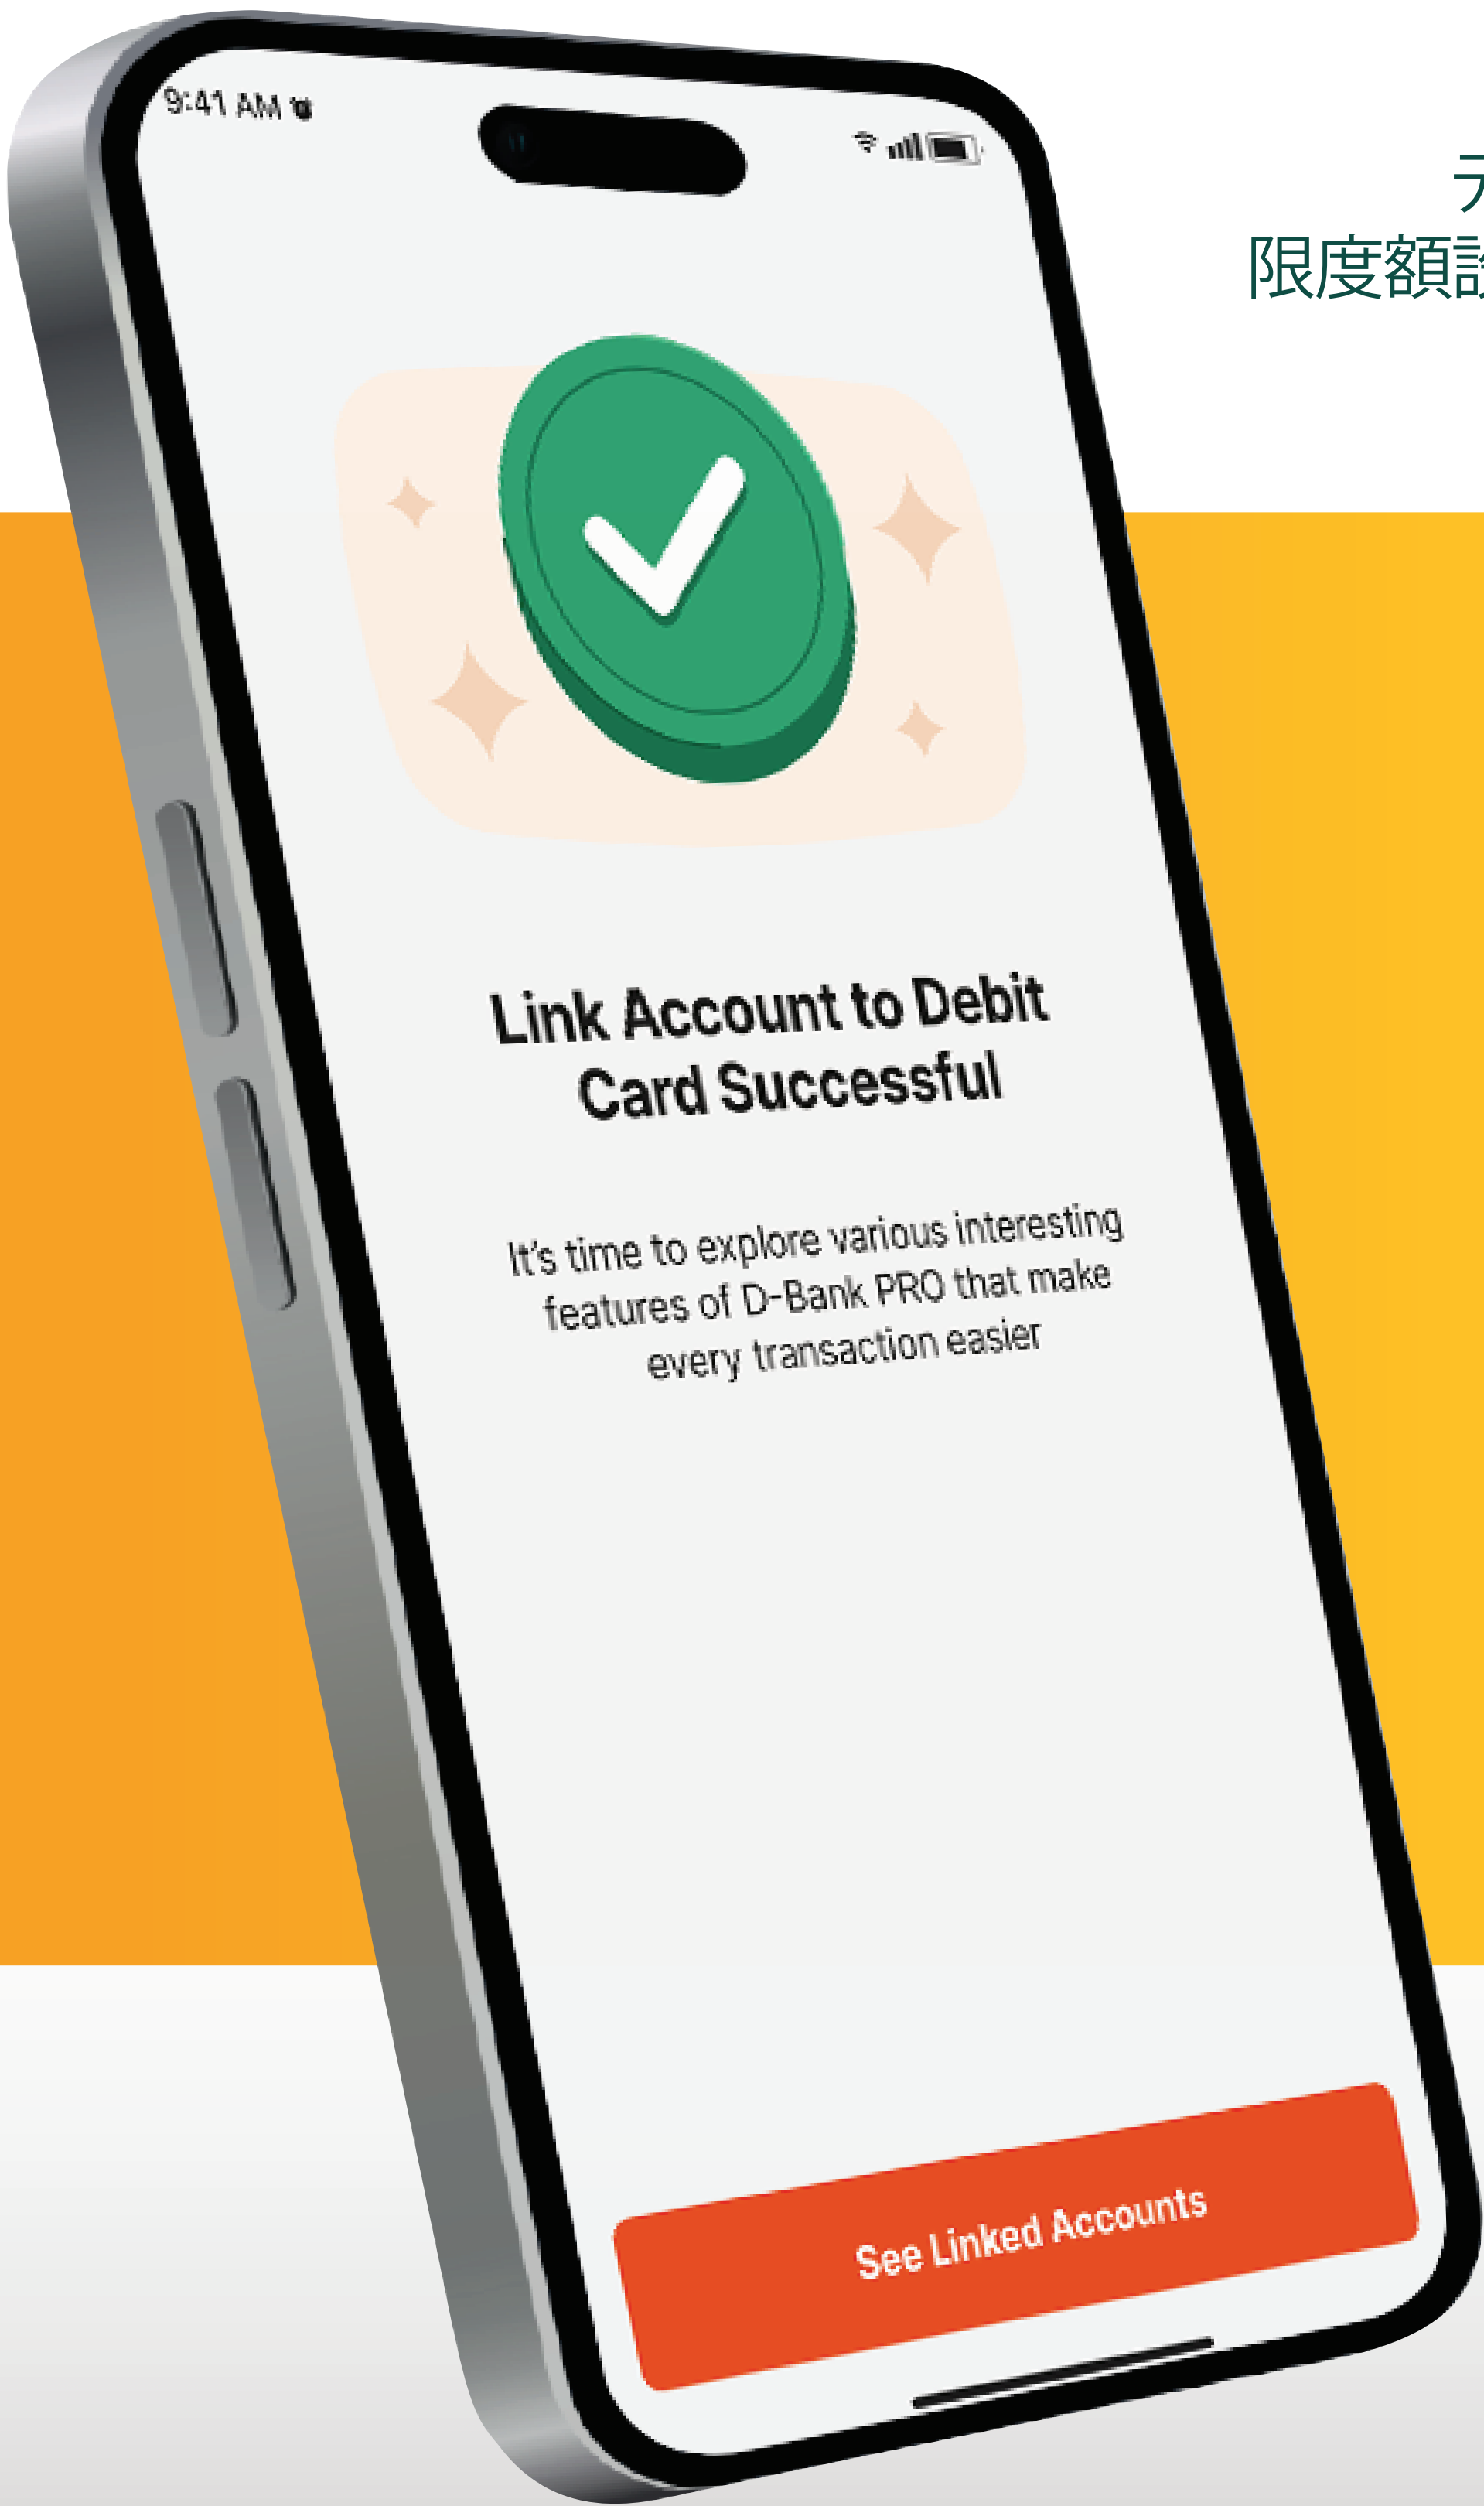 9:41 AM
限度額
Link Account to Debit
Card Successful
It's time to explore various interesting
features of D-Bank PRO that make
every transaction easier
See Linked Accounts